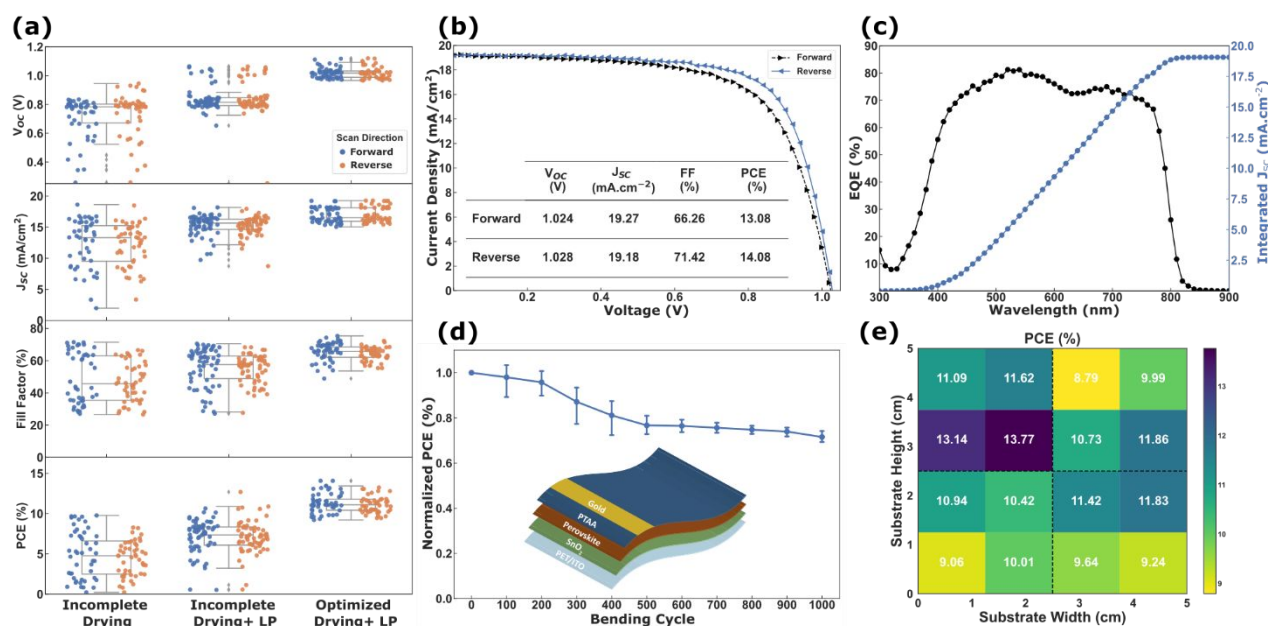 (a)
1.2
1.0
0.8
0.6
0.4
V_OC (V)
Scan Direction
Forward
Reverse
20
15
10
5
0
J_SC (mA/cm²)
80
60
40
20
0
Fill Factor (%)
15
10
5
0
PCE (%)
Incomplete Drying
Incomplete Drying+ LP
Optimized Drying+ LP
(b)
Current Density (mA/cm²)
20
18
16
14
12
10
8
6
4
2
0
Forward
Reverse
V_OC (V) J_SC (mA.cm⁻²) FF (%) PCE (%)
Forward 1.024 19.27 66.26 13.08
Reverse 1.028 19.18 71.42 14.08
0.2 0.4 0.6 0.8 1.0
Voltage (V)
(c)
EQE (%)
90
80
70
60
50
40
30
20
10
0
20.0
17.5
15.0
12.5
10.0
7.5
5.0
2.5
Integrated J_SC (mA.cm⁻²)
300 400 500 600 700 800 900
Wavelength (nm)
(d)
Normalized PCE (%)
1.0
0.8
0.6
0.4
0.2
0.0
Gold
PTAA
Perovskite
SnO₂
PET/ITO
0 100 200 300 400 500 600 700 800 900 1000
Bending Cycle
(e)
PCE (%)
Substrate Height (cm)
5
4
3
2
1
0
11.09 11.62 8.79 9.99
13.14 13.77 10.73 11.86
10.94 10.42 11.42 11.83
9.06 10.01 9.64 9.24
0 1 2 3 4 5
Substrate Width (cm)
13
12
11
10
9